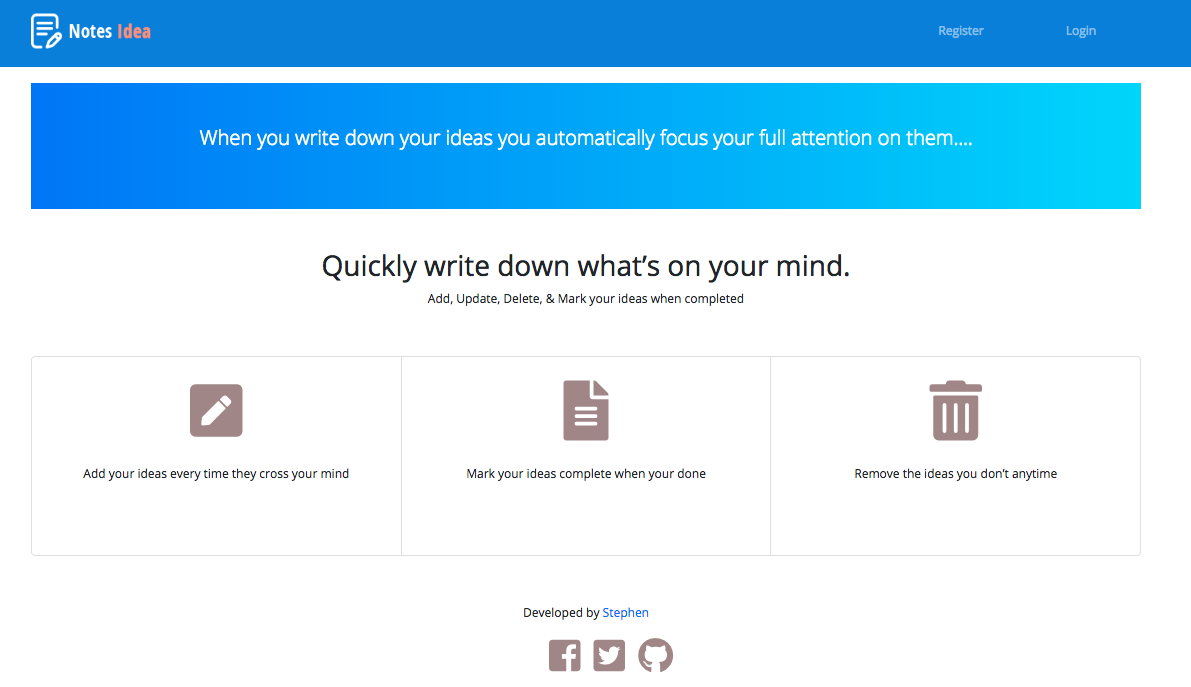 Notes Idea
Register
Login
When you write down your ideas you automatically focus your full attention on them....
Quickly write down what’s on your mind.
Add, Update, Delete, & Mark your ideas when completed
Add your ideas every time they cross your mind
Mark your ideas complete when your done
Remove the ideas you don't anytime
Developed by Stephen